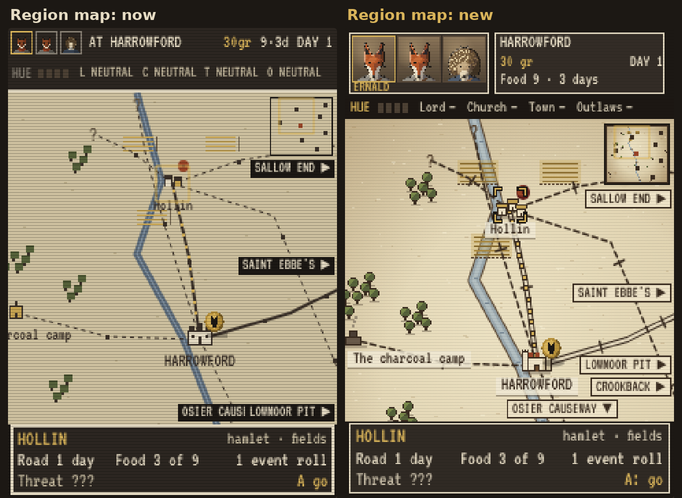 Region map: now
AT HARROWFORD 30gr 9·3d DAY 1
HUE L NEUTRAL C NEUTRAL T NEUTRAL O NEUTRAL
?
SALLOW END ▶
Hollin
SAINT EBBE'S ▶
rcoal camp
HARROWFORD
OSIER CAUSI LOWMOOR PIT ▶
HOLLIN hamlet · fields
Road 1 day Food 3 of 9 1 event roll
Threat ??? A go
Region map: new
ERNALD
HARROWFORD
30 gr DAY 1
Food 9 · 3 days
HUE Lord – Church – Town – Outlaws –
?
?
SALLOW END ▶
Hollin
SAINT EBBE'S ▶
The charcoal camp
LOWMOOR PIT ▶
HARROWFORD
CROOKBACK ▶
OSIER CAUSEWAY ▼
HOLLIN hamlet · fields
Road 1 day Food 3 of 9 1 event roll
Threat ??? A: go